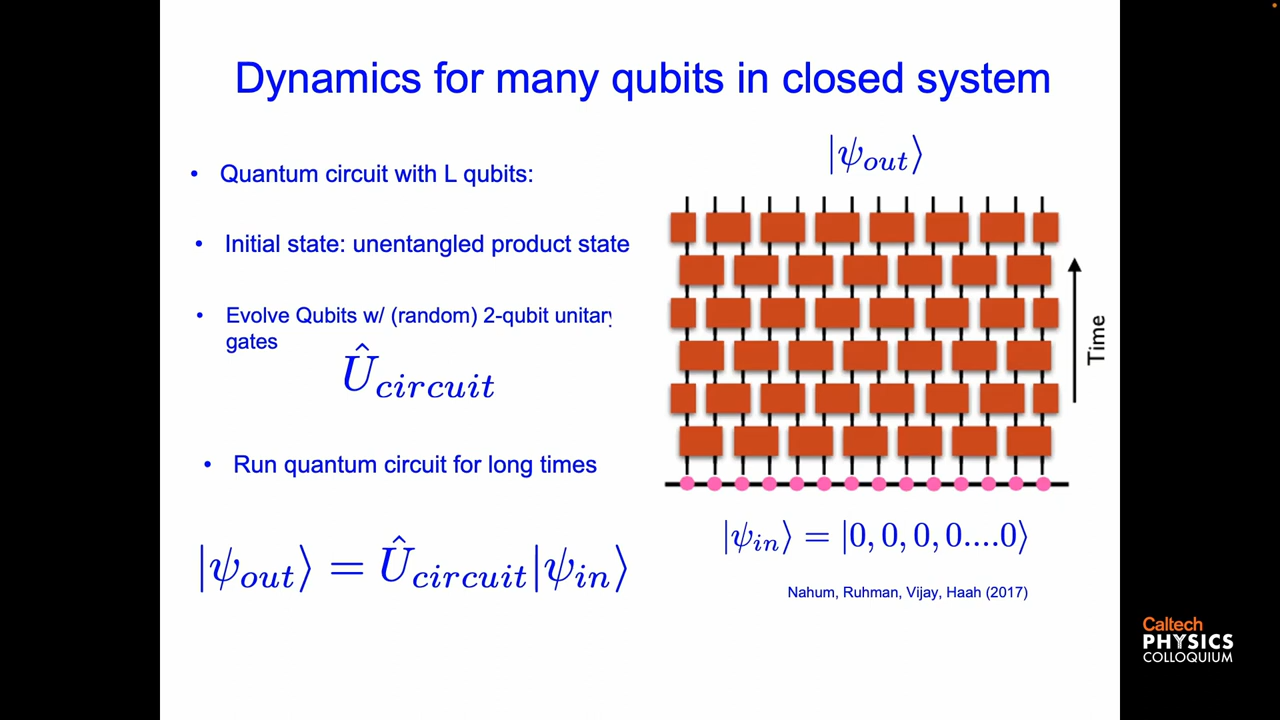 Dynamics for many qubits in closed system
• Quantum circuit with L qubits:
• Initial state: unentangled product state
• Evolve Qubits w/ (random) 2-qubit unitary
gates
Û_circuit
• Run quantum circuit for long times
|ψ_out⟩ = Û_circuit|ψ_in⟩
|ψ_out⟩
Time
|ψ_in⟩ = |0, 0, 0, 0....0⟩
Nahum, Ruhman, Vijay, Haah (2017)
Caltech
PHYSICS
COLLOQUIUM